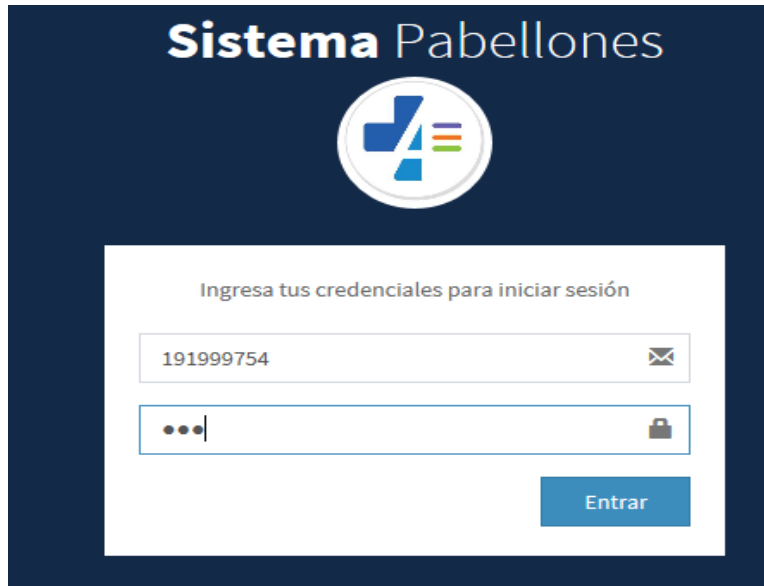 Sistema Pabellones
Ingresa tus credenciales para iniciar sesión
191999754
•••
Entrar